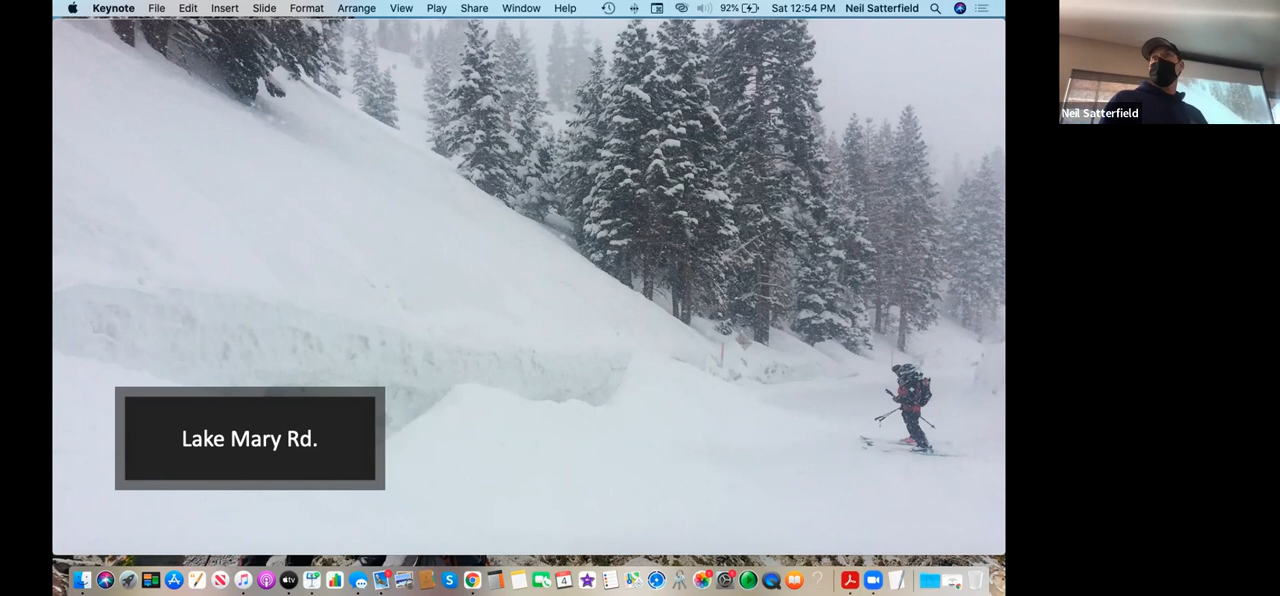 Keynote File Edit Insert Slide Format Arrange View Play Share Window Help 92% Sat 12:54 PM Neil Satterfield
Neil Satterfield
Lake Mary Rd.
4